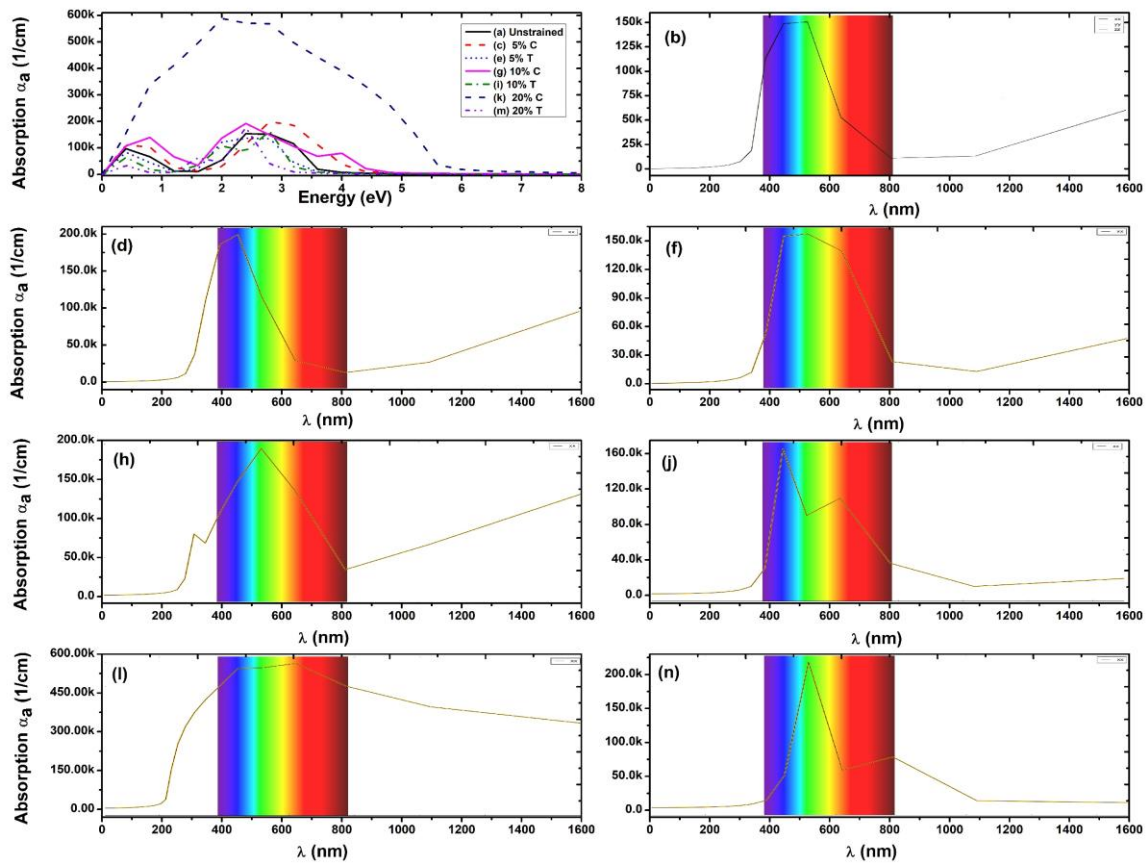 Absorption αa (1/cm)
600k
500k
400k
300k
200k
100k
0
0 1 2 3 4 5 6 7 8
Energy (eV)
(a) Unstrained
(c) 5% C
(e) 5% T
(g) 10% C
(i) 10% T
(k) 20% C
(m) 20% T
(b)
150k
125k
100k
75k
50k
25k
0
0 200 400 600 800 1000 1200 1400 1600
λ (nm)
Absorption αa (1/cm)
(d)
200.0k
150.0k
100.0k
50.0k
0.0
0 200 400 600 800 1000 1200 1400 1600
λ (nm)
(f)
150.0k
120.0k
90.0k
60.0k
30.0k
0.0
0 200 400 600 800 1000 1200 1400 1600
λ (nm)
Absorption αa (1/cm)
(h)
200.0k
150.0k
100.0k
50.0k
0.0
0 200 400 600 800 1000 1200 1400 1600
λ (nm)
(j)
160.0k
120.0k
80.0k
40.0k
0.0
0 200 400 600 800 1000 1200 1400 1600
λ (nm)
Absorption αa (1/cm)
(l)
600.00k
450.00k
300.00k
150.00k
0.00
0 200 400 600 800 1000 1200 1400 1600
λ (nm)
(n)
200.0k
150.0k
100.0k
50.0k
0.0
0 200 400 600 800 1000 1200 1400 1600
λ (nm)